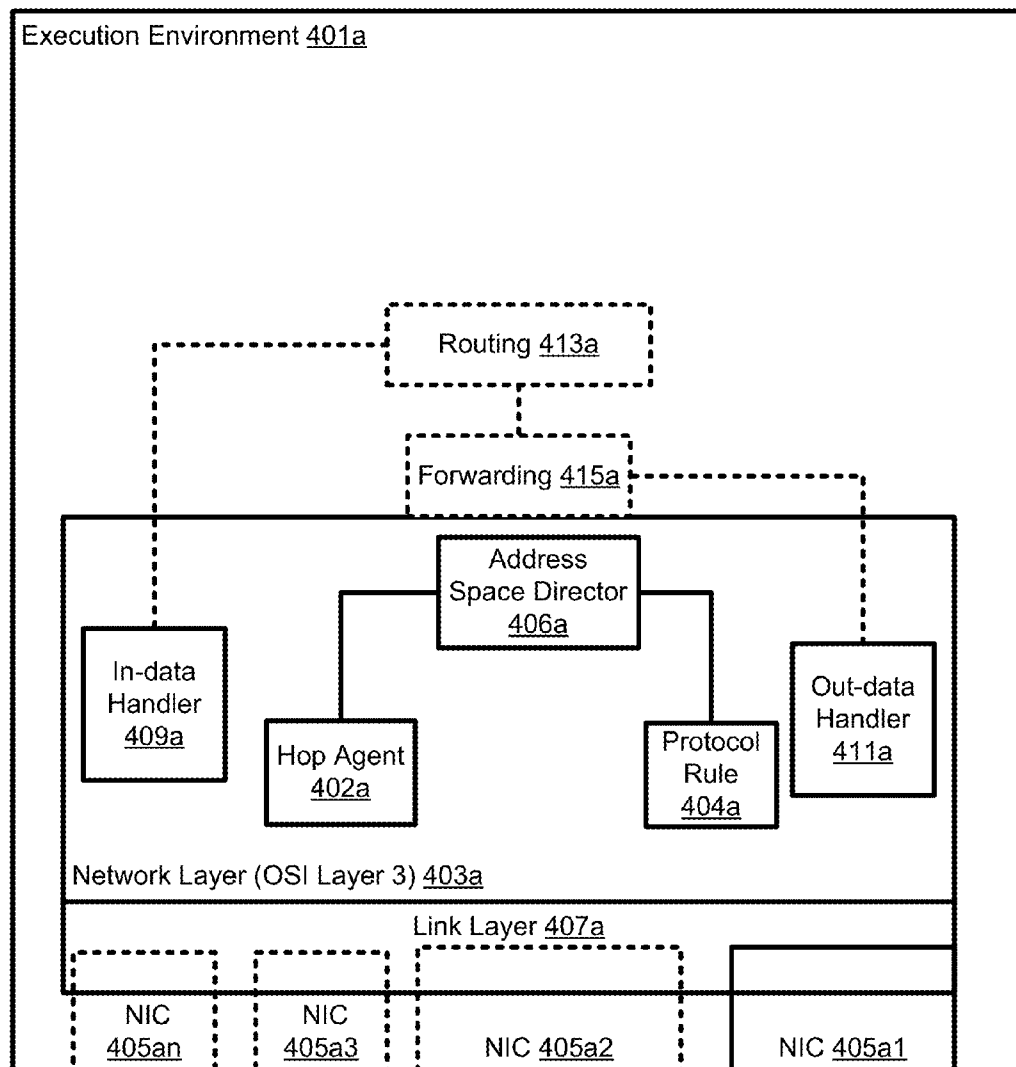 Execution Environment 401a
Routing 413a
Forwarding 415a
Address
Space Director
406a
In-data
Handler
409a
Hop Agent
402a
Protocol
Rule
404a
Out-data
Handler
411a
Network Layer (OSI Layer 3) 403a
Link Layer 407a
NIC
405an
NIC
405a3
NIC 405a2
NIC 405a1